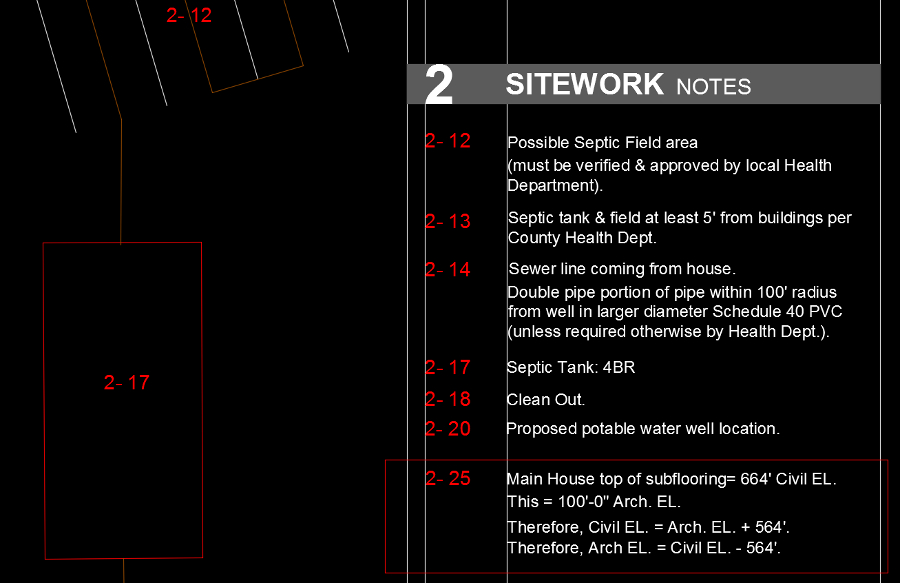 2- 12
2 SITEWORK NOTES
2- 12 Possible Septic Field area
(must be verified & approved by local Health
Department).
2- 13 Septic tank & field at least 5' from buildings per
County Health Dept.
2- 14 Sewer line coming from house.
Double pipe portion of pipe within 100' radius
from well in larger diameter Schedule 40 PVC
(unless required otherwise by Health Dept.).
2- 17 Septic Tank: 4BR
2- 17
2- 18 Clean Out.
2- 20 Proposed potable water well location.
2- 25 Main House top of subflooring= 664' Civil EL.
This = 100'-0" Arch. EL.
Therefore, Civil EL. = Arch. EL. + 564'.
Therefore, Arch EL. = Civil EL. - 564'.